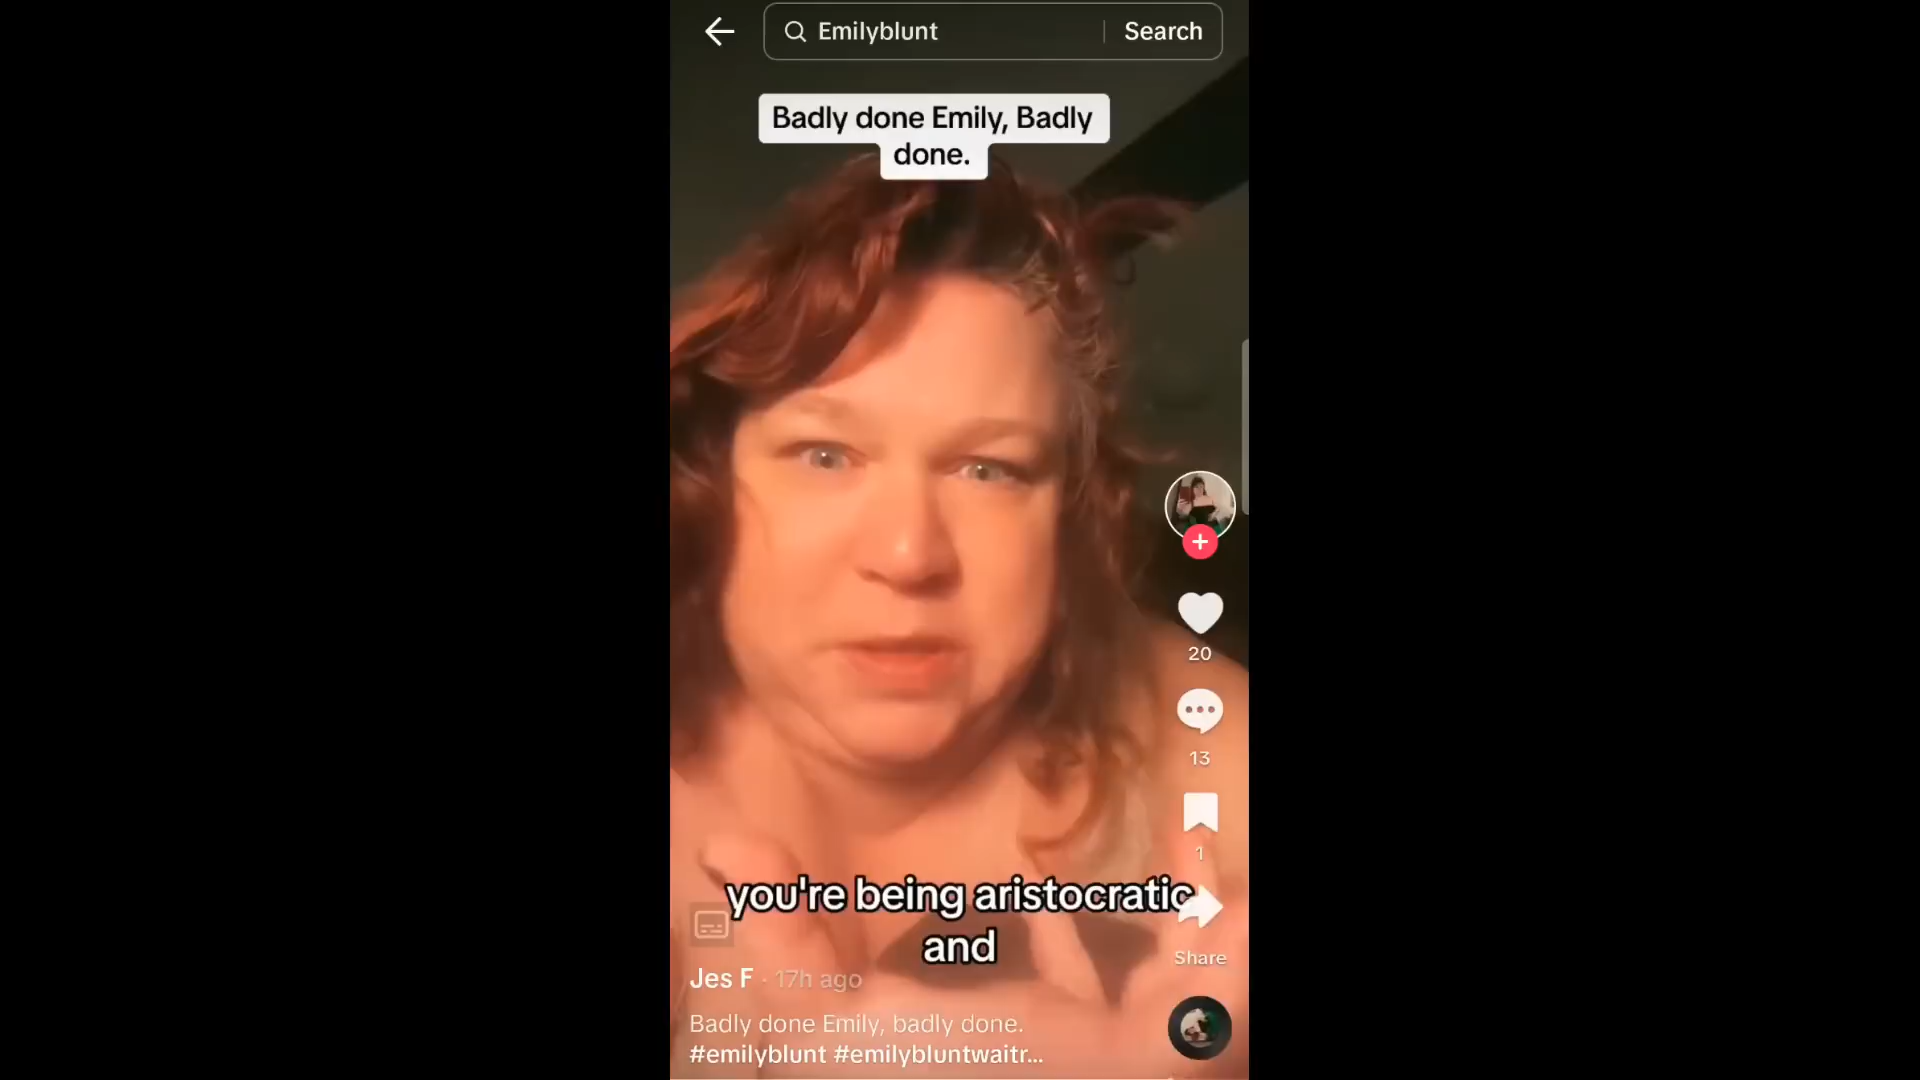 Emilyblunt
Search
Badly done Emily, Badly
done.
20
13
1
you're being aristocratic
and
Share
Jes F · 17h ago
Badly done Emily, badly done.
#emilyblunt #emilybluntwaitr...